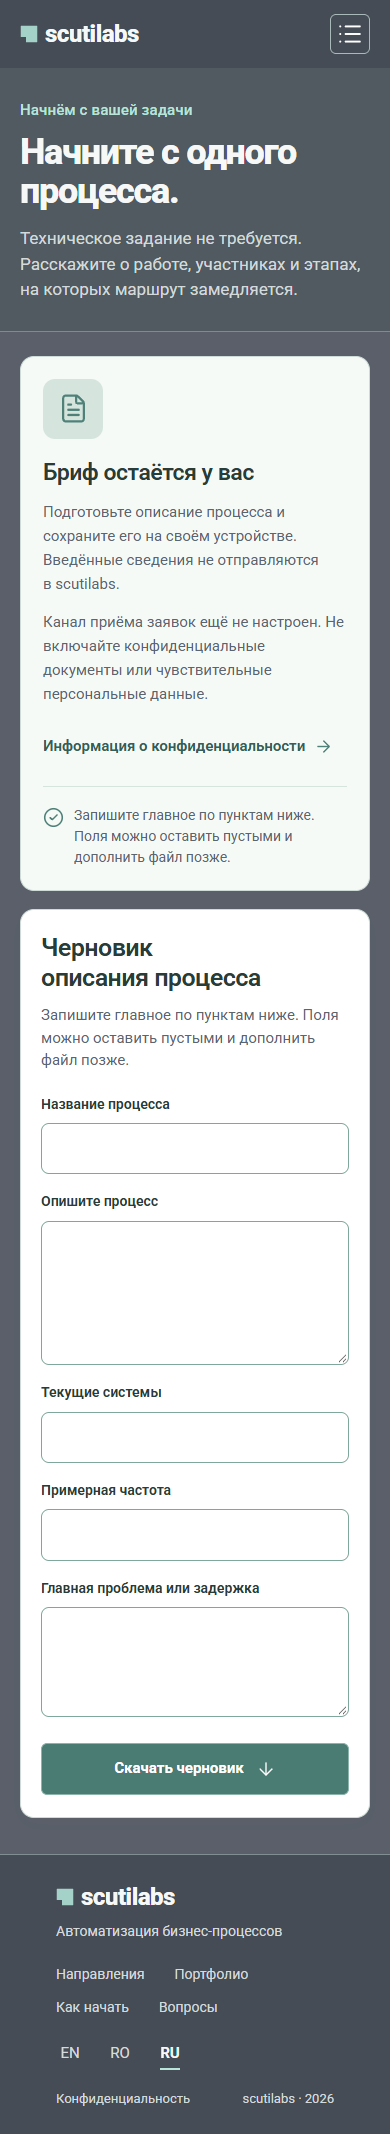 scutilabs
Начнём с вашей задачи
Начните с одного
процесса.
Техническое задание не требуется.
Расскажите о работе, участниках и этапах,
на которых маршрут замедляется.
Бриф остаётся у вас
Подготовьте описание процесса и
сохраните его на своём устройстве.
Введённые сведения не отправляются
в scutilabs.
Канал приёма заявок ещё не настроен. Не
включайте конфиденциальные
документы или чувствительные
персональные данные.
Информация о конфиденциальности
Запишите главное по пунктам ниже.
Поля можно оставить пустыми и
дополнить файл позже.
Черновик
описания процесса
Запишите главное по пунктам ниже. Поля
можно оставить пустыми и дополнить
файл позже.
Название процесса
Опишите процесс
Текущие системы
Примерная частота
Главная проблема или задержка
Скачать черновик
scutilabs
Автоматизация бизнес-процессов
Направления Портфолио
Как начать Вопросы
EN RO RU
Конфиденциальность scutilabs · 2026